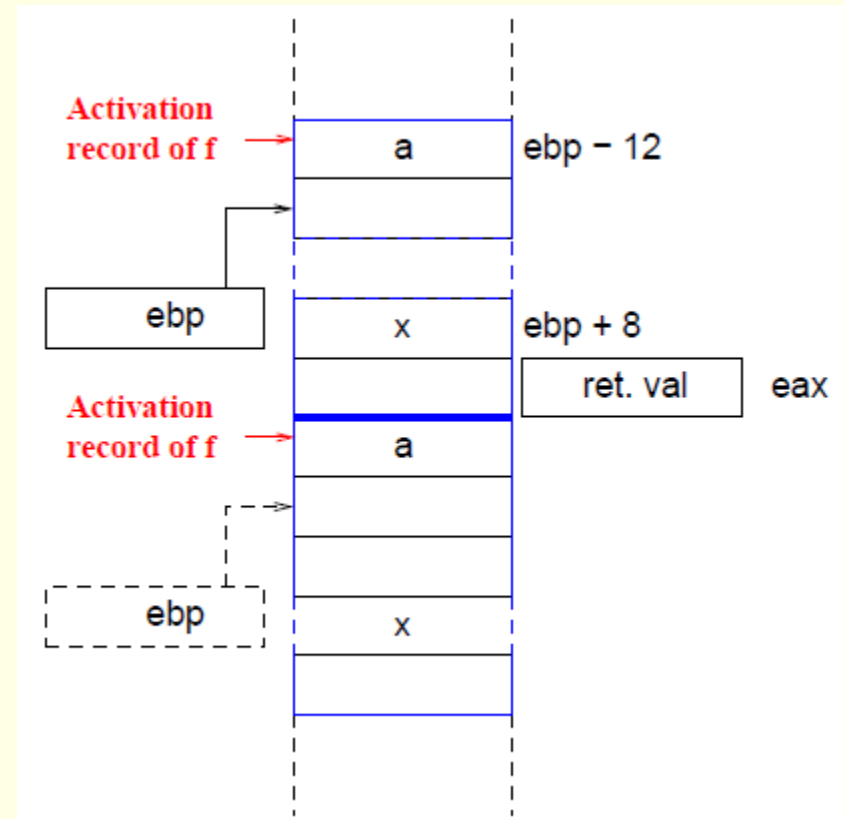 Activation
record of f
a
ebp − 12
ebp
x
ebp + 8
ret. val
eax
Activation
record of f
a
ebp
x